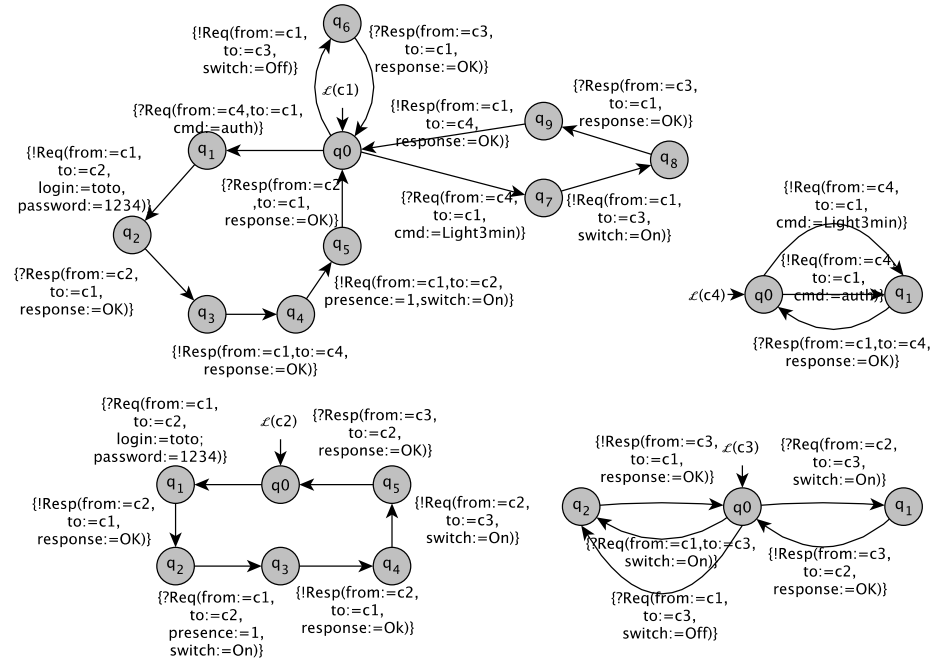 q6
{!Req(from:=c1,
to:=c3,
switch:=Off)}
{?Resp(from:=c3,
to:=c1,
response:=OK)}
ℒ(c1)
{?Req(from:=c4,to:=c1,
cmd:=auth)}
{!Resp(from:=c1,
to:=c4,
response:=OK)}
{?Resp(from:=c3,
to:=c1,
response:=OK)}
q9
q1
q0
q8
{!Req(from:=c1,
to:=c2,
login:=toto,
password:=1234)}
{?Resp(from:=c2
,to:=c1,
response:=OK)}
{?Req(from:=c4,
to:=c1,
cmd:=Light3min)}
q7
{!Req(from:=c1,
to:=c3,
switch:=On)}
q2
q5
{?Resp(from:=c2,
to:=c1,
response:=OK)}
{!Req(from:=c1,to:=c2,
presence:=1,switch:=On)}
q3
q4
{!Resp(from:=c1,to:=c4,
response:=OK)}
{!Req(from:=c4,
to:=c1,
cmd:=Light3min)}
{!Req(from:=c4,
to:=c1,
cmd:=auth)}
ℒ(c4)
q0
q1
{?Resp(from:=c1,to:=c4,
response:=OK)}
{?Req(from:=c1,
to:=c2,
login:=toto;
password:=1234)}
ℒ(c2)
{?Resp(from:=c3,
to:=c2,
response:=OK)}
q1
q0
q5
{!Resp(from:=c2,
to:=c1,
response:=OK)}
{!Req(from:=c2,
to:=c3,
switch:=On)}
q2
q3
q4
{?Req(from:=c1,
to:=c2,
presence:=1,
switch:=On)}
{!Resp(from:=c2,
to:=c1,
response:=Ok)}
{!Resp(from:=c3,
to:=c1,
response:=OK)}
ℒ(c3)
{?Req(from:=c2,
to:=c3,
switch:=On)}
q2
q0
q1
{?Req(from:=c1,to:=c3,
switch:=On)}
{!Resp(from:=c3,
to:=c2,
response:=OK)}
{?Req(from:=c1,
to:=c3,
switch:=Off)}